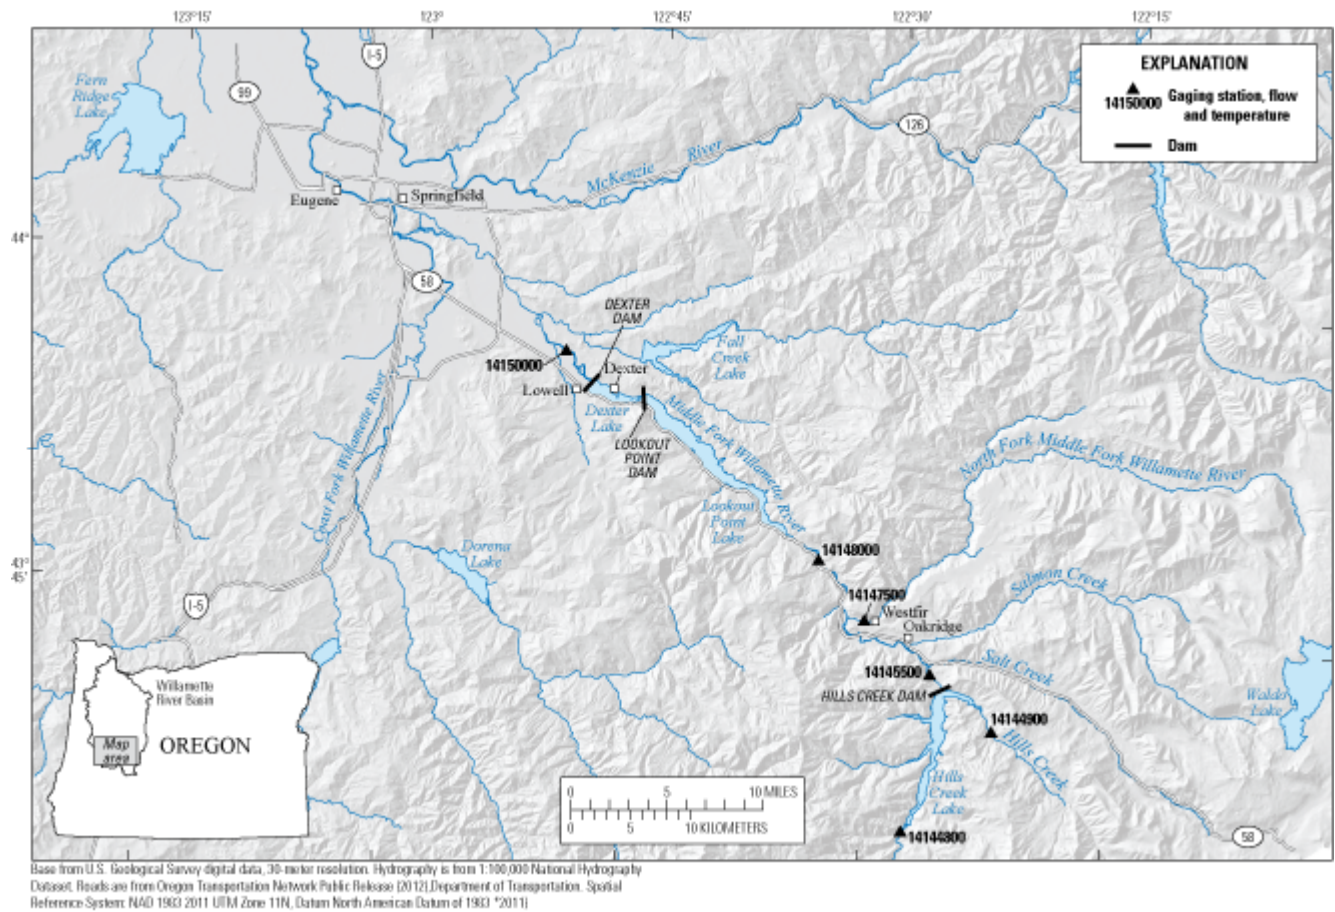 123°15'
123°
122°45'
122°30'
122°15'
I-5
EXPLANATION
14150000
Gaging station, flow
and temperature
Dam
Fern
Ridge
Lake
99
126
McKenzie River
Eugene
Springfield
44°
58
DEXTER
DAM
14150000
Dexter
Fall
Creek
Lake
Lowell
Dexter
Lake
LOOKOUT
POINT
DAM
Middle Fork Willamette River
Coast Fork Willamette River
North Fork Middle Fork Willamette River
Lookout
Point
Lake
Dorena
Lake
14148000
43°
45'
14147500
Westfir
Oakridge
Salmon Creek
I-5
Salt Creek
14145500
HILLS CREEK DAM
Waldo
Lake
14144900
Hills Creek
Willamette
River Basin
OREGON
Map
area
0 5 10 MILES
0 5 10 KILOMETERS
Hills
Creek
Lake
14144800
58
Base from U.S. Geological Survey digital data, 30-meter resolution. Hydrography is from 1:100,000 National Hydrography
Dataset. Roads are from Oregon Transportation Network Public Release (2012),Department of Transportation. Spatial
Reference System: NAD 1983 2011 UTM Zone 11N, Datum North American Datum of 1983 *2011)